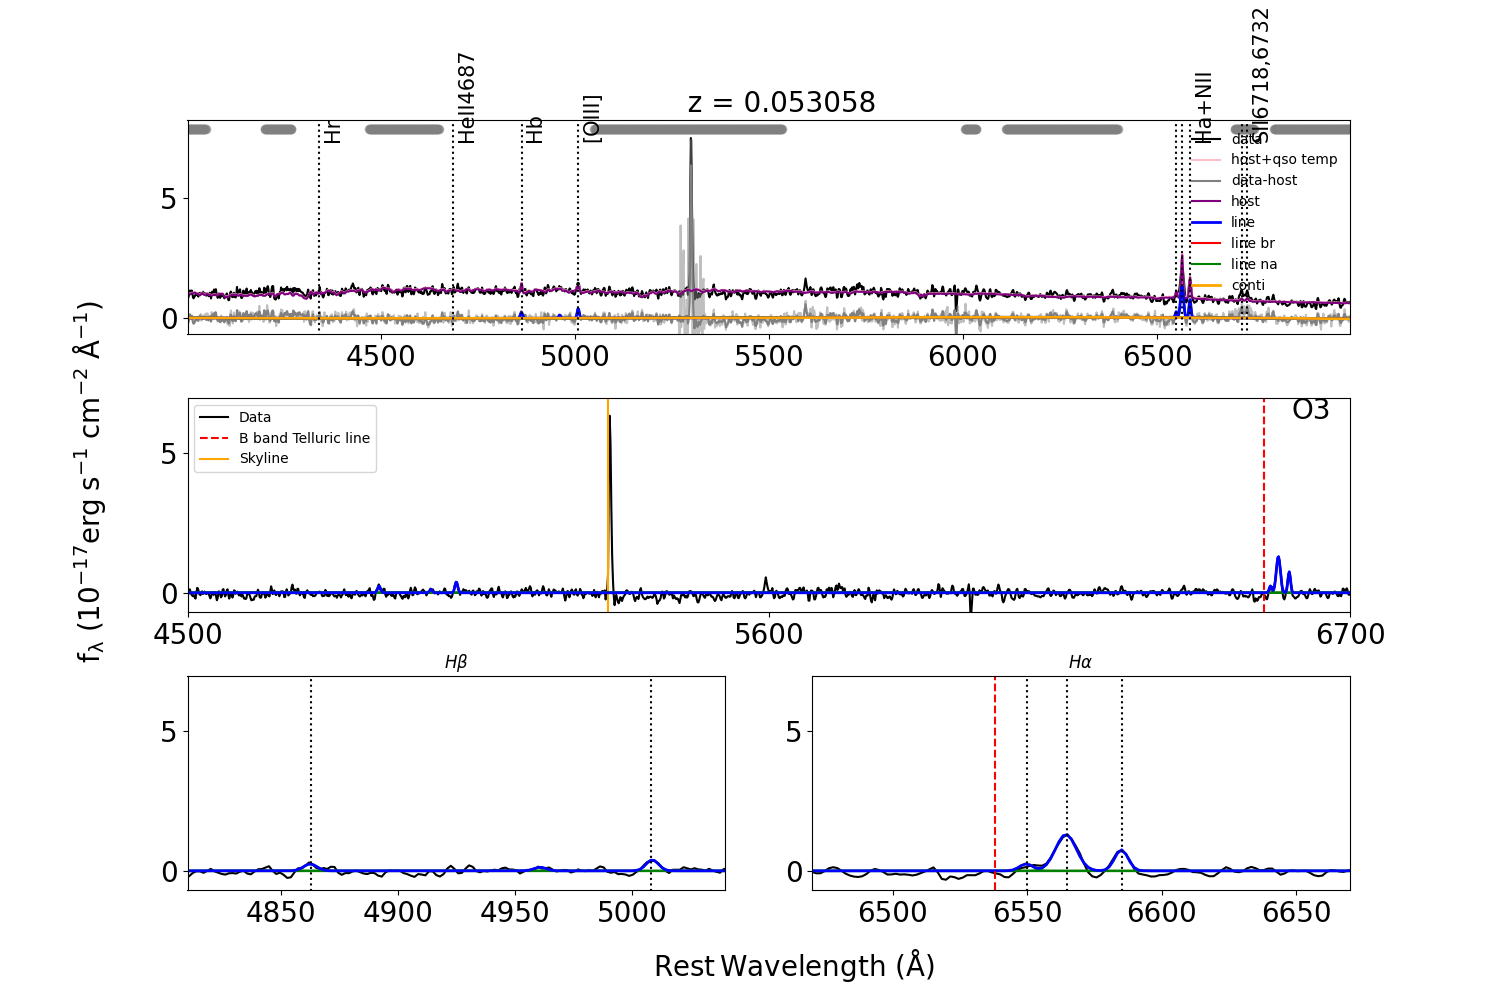 z = 0.053058
Hr
HeII4687
Hb
[OIII]
Ha+NII
SII6718,6732
data
host+qso temp
data-host
host
line
line br
line na
conti
5
0
4500 5000 5500 6000 6500
Data
B band Telluric line
Skyline
O3
5
0
4500 5600 6700
fλ (10⁻¹⁷erg s⁻¹ cm⁻² Å⁻¹)
Hβ
5
0
4850 4900 4950 5000
Hα
5
0
6500 6550 6600 6650
Rest Wavelength (Å)